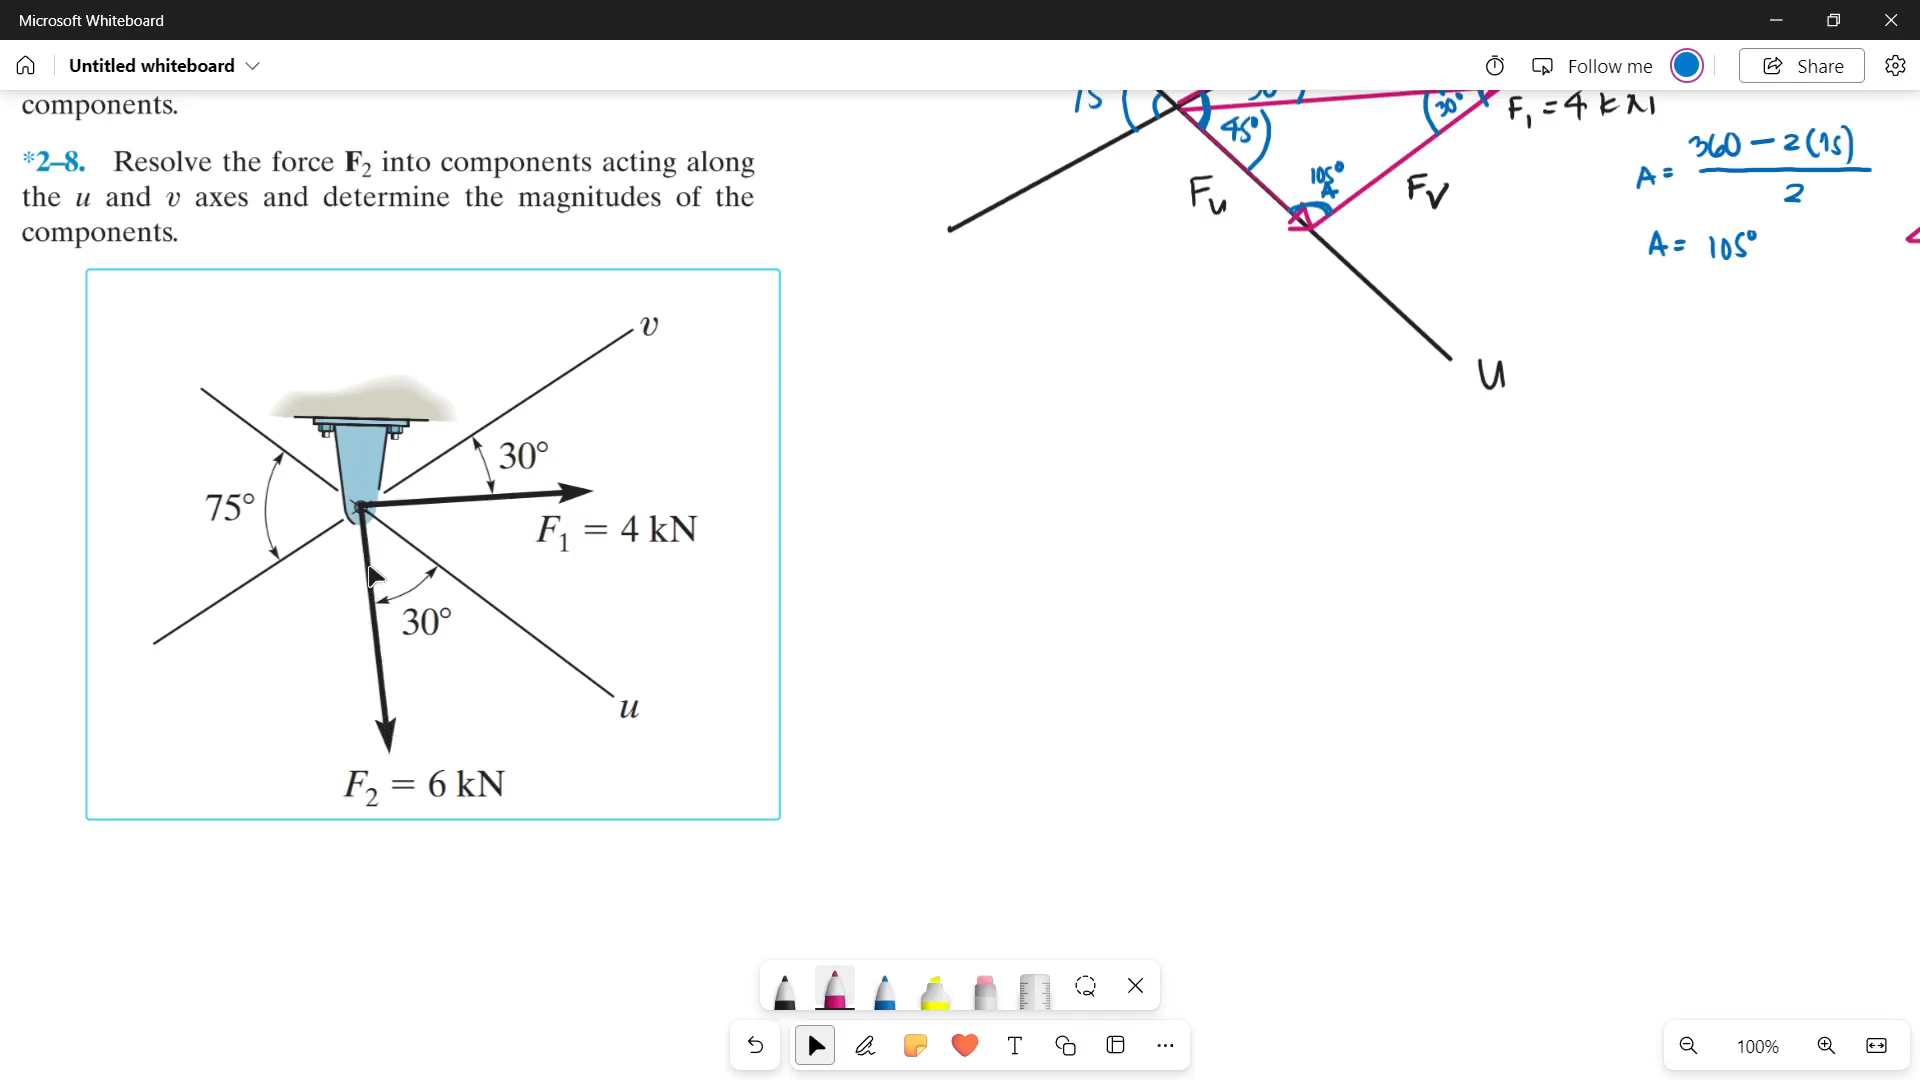 Microsoft Whiteboard
Untitled whiteboard
Follow me
Share
components.
*2–8. Resolve the force F₂ into components acting along
the u and v axes and determine the magnitudes of the
components.
v
30°
75°
F₁ = 4 kN
30°
u
F₂ = 6 kN
45°
30°
F₁ = 4 kN
105°
A
Fu
Fv
A = 360 - 2(75) / 2
A = 105°
u
100%